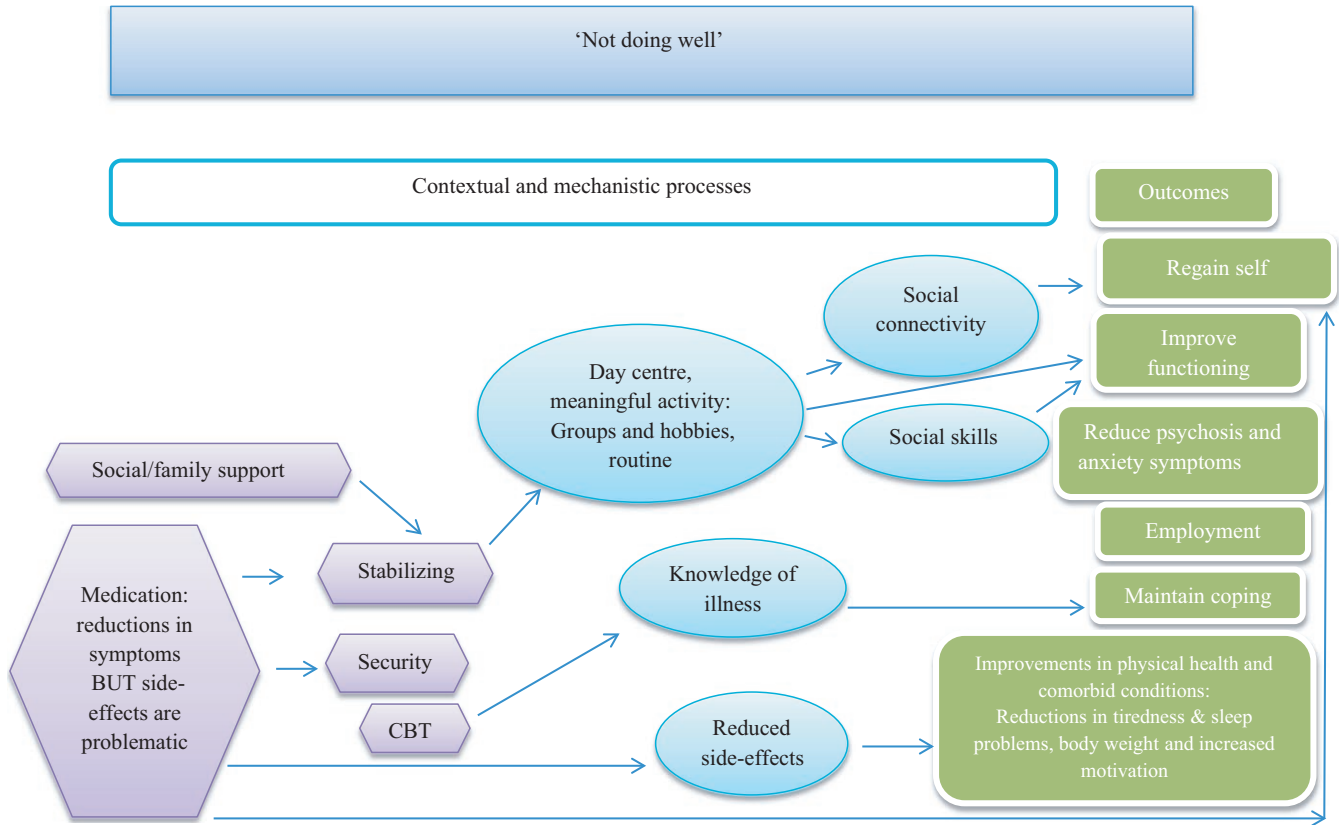 ‘Not doing well’
Contextual and mechanistic processes
Outcomes
Regain self
Social
connectivity
Improve
functioning
Day centre,
meaningful activity:
Groups and hobbies,
routine
Social skills
Reduce psychosis and
anxiety symptoms
Social/family support
Employment
Stabilizing
Knowledge of
illness
Maintain coping
Medication:
reductions in
symptoms
BUT side-
effects are
problematic
Security
CBT
Reduced
side-effects
Improvements in physical health and
comorbid conditions:
Reductions in tiredness & sleep
problems, body weight and increased
motivation